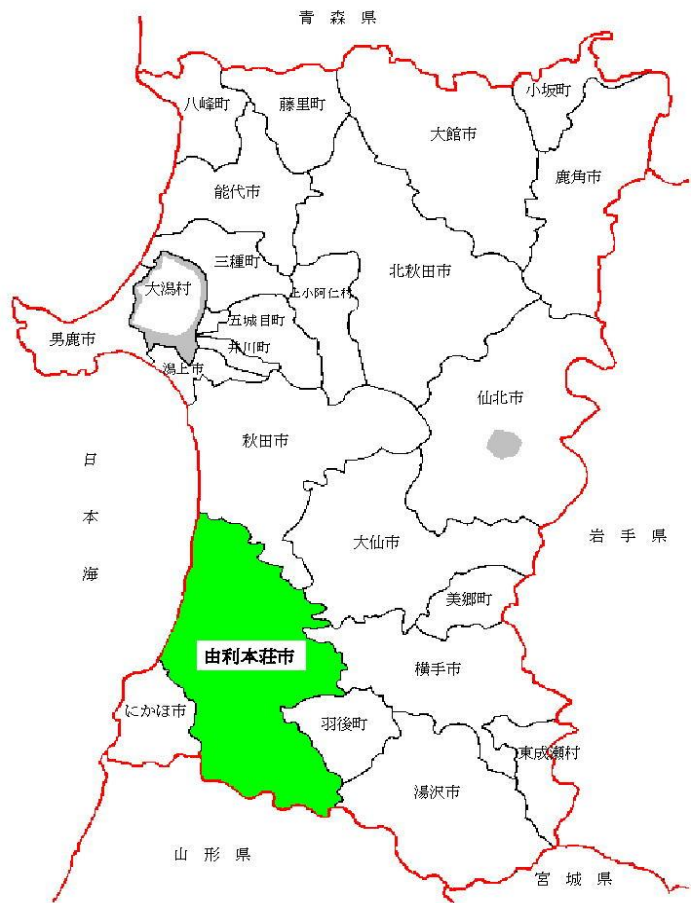 青森県
八峰町
藤里町
小坂町
大館市
鹿角市
能代市
三種町
北秋田市
大潟村
上小阿仁村
五城目町
男鹿市
井川町
潟上市
仙北市
秋田市
日本海
大仙市
岩手県
美郷町
由利本荘市
横手市
にかほ市
羽後町
東成瀬村
湯沢市
山形県
宮城県